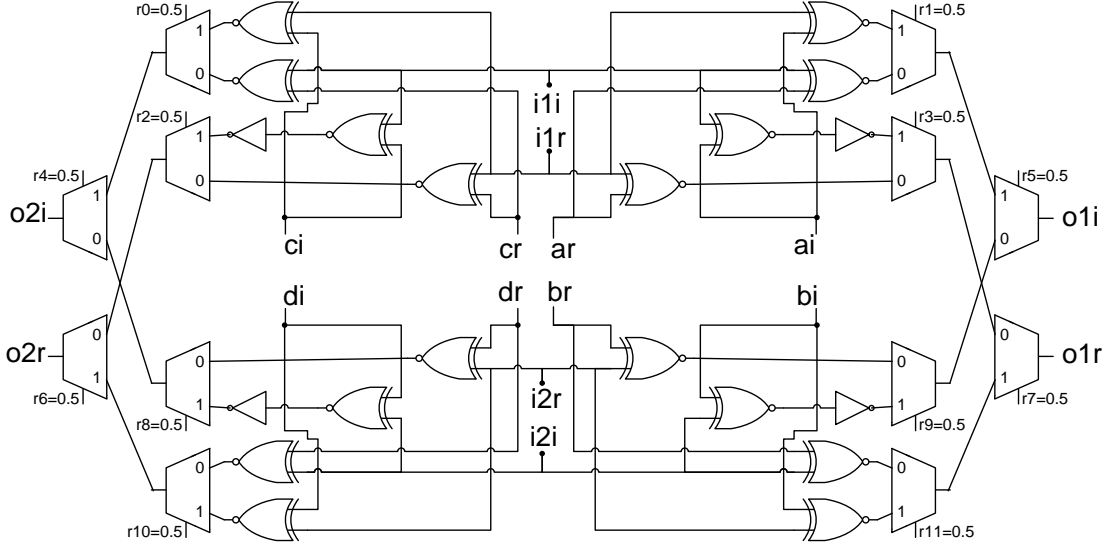 r0=0.5
r1=0.5
1
1
0
0
i1i
r2=0.5
r3=0.5
i1r
1
1
0
0
r4=0.5
r5=0.5
1
1
o2i
o1i
0
0
ci
cr
ar
ai
di
dr
br
bi
0
0
o2r
o1r
0
0
1
1
r6=0.5
r7=0.5
i2r
1
1
r8=0.5
r9=0.5
i2i
0
0
1
1
r10=0.5
r11=0.5